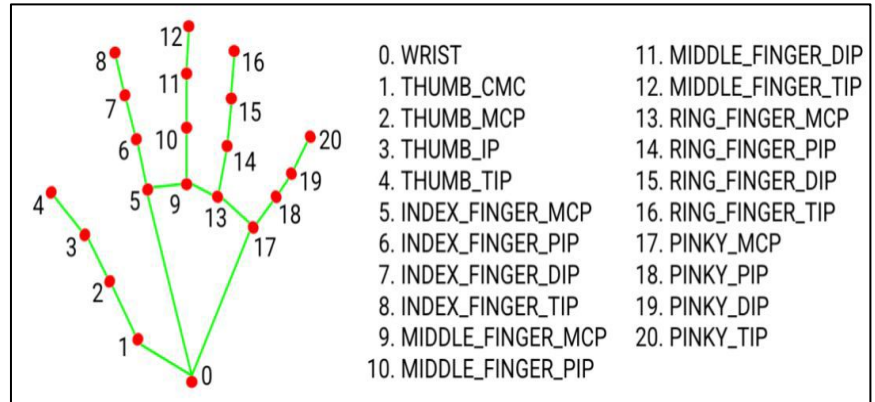 12
8
16
11
7
15
20
6
10
14
19
4
5
9
13
18
3
17
2
1
0
0. WRIST
1. THUMB_CMC
2. THUMB_MCP
3. THUMB_IP
4. THUMB_TIP
5. INDEX_FINGER_MCP
6. INDEX_FINGER_PIP
7. INDEX_FINGER_DIP
8. INDEX_FINGER_TIP
9. MIDDLE_FINGER_MCP
10. MIDDLE_FINGER_PIP
11. MIDDLE_FINGER_DIP
12. MIDDLE_FINGER_TIP
13. RING_FINGER_MCP
14. RING_FINGER_PIP
15. RING_FINGER_DIP
16. RING_FINGER_TIP
17. PINKY_MCP
18. PINKY_PIP
19. PINKY_DIP
20. PINKY_TIP